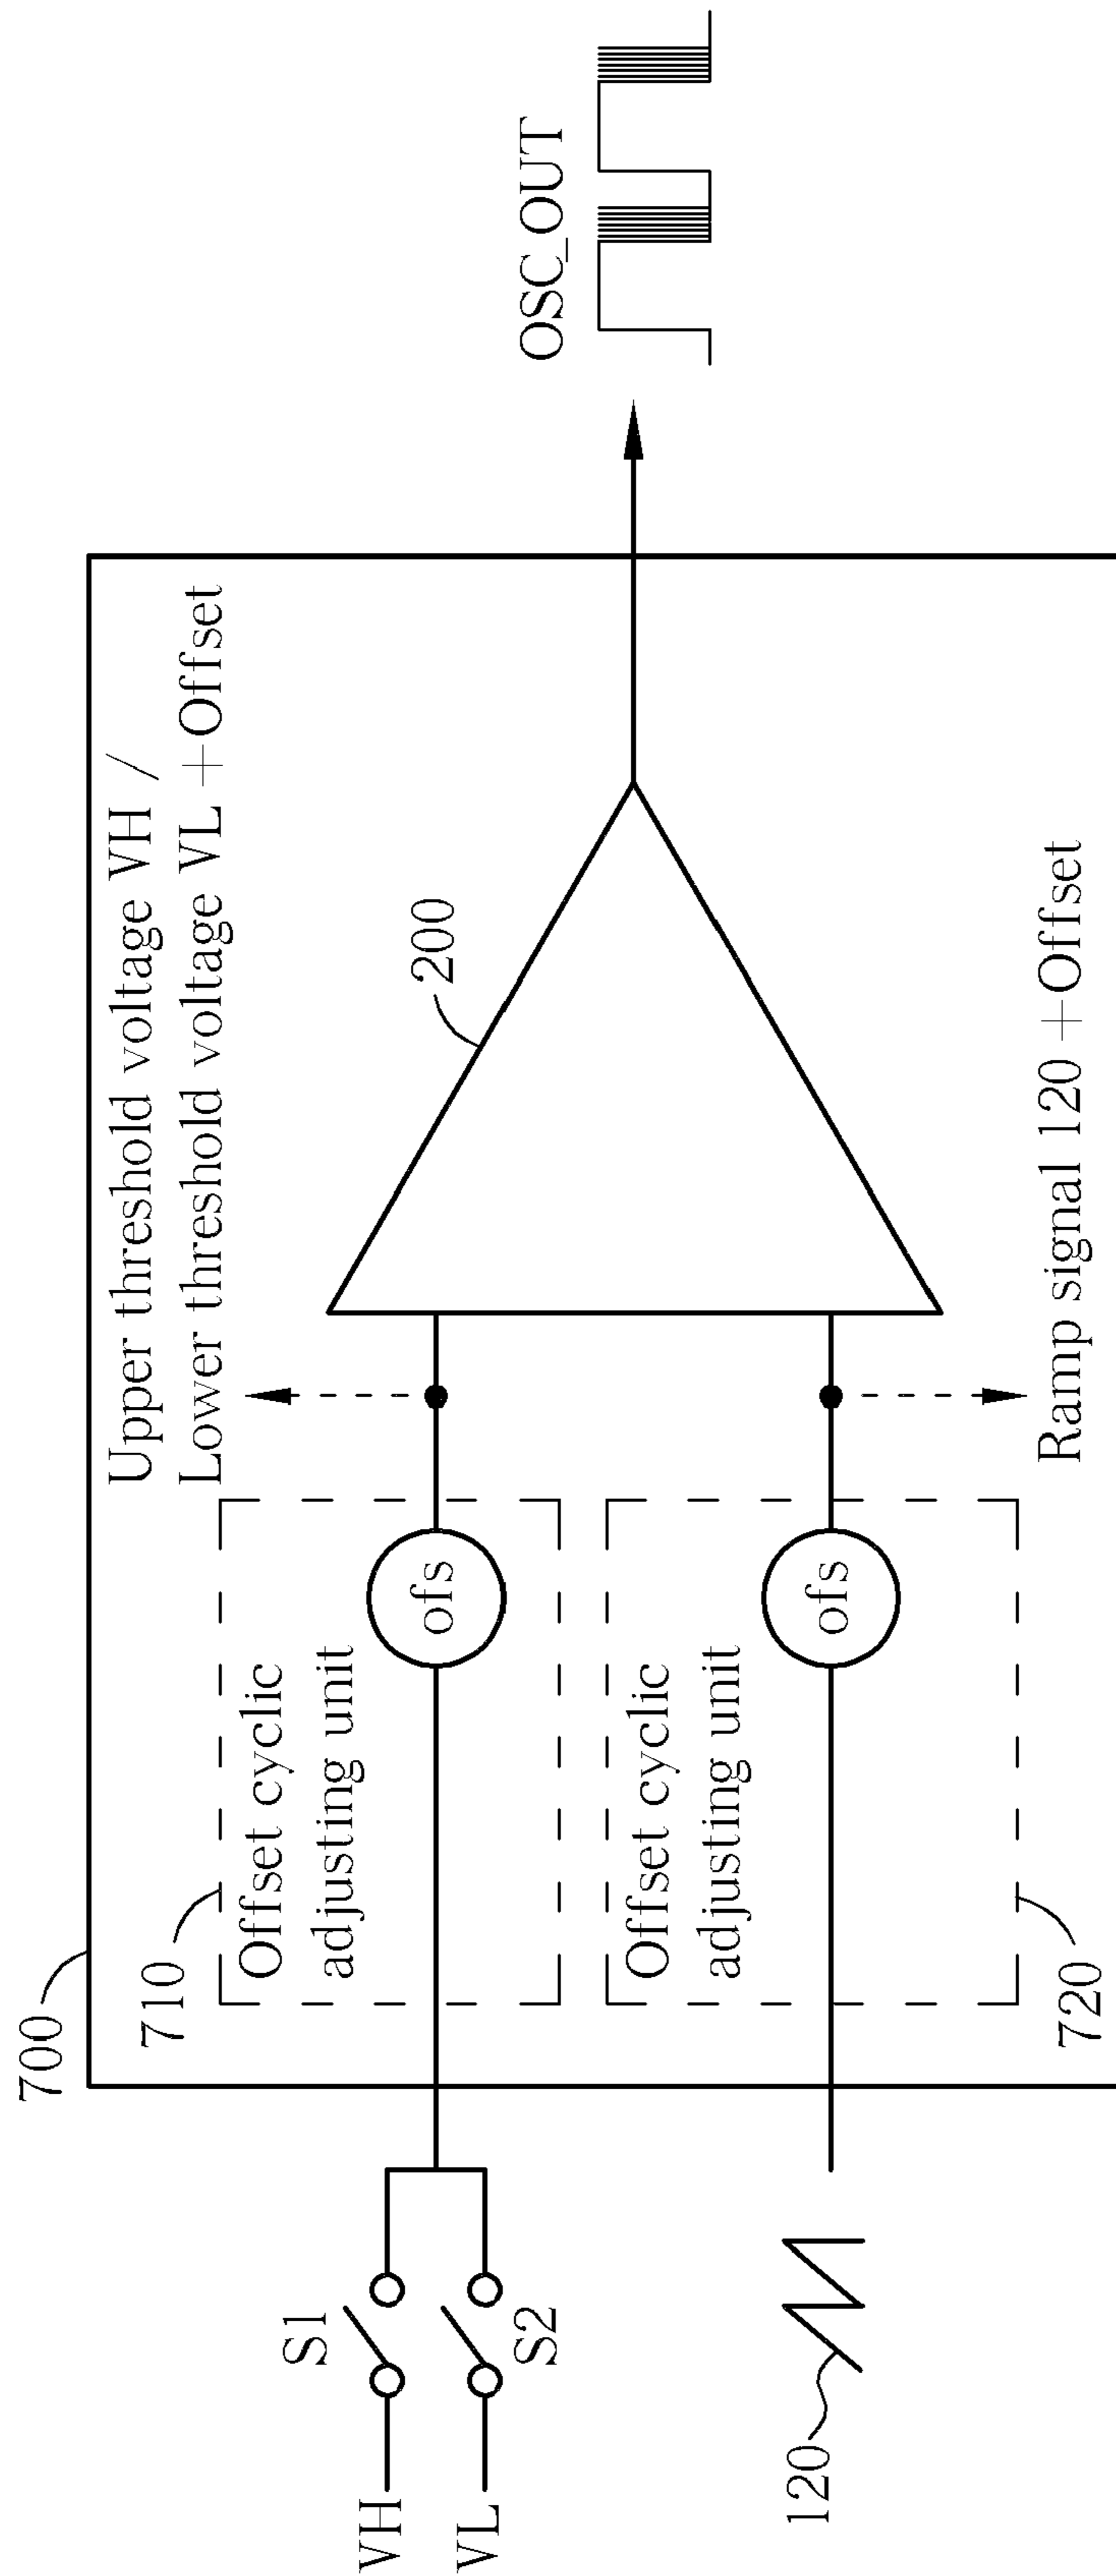 700
Upper threshold voltage VH /
Lower threshold voltage VL +Offset
710
Offset cyclic
adjusting unit
ofs
200
OSC_OUT
S1
VH
VL
S2
Offset cyclic
adjusting unit
ofs
720
Ramp signal 120 +Offset
120